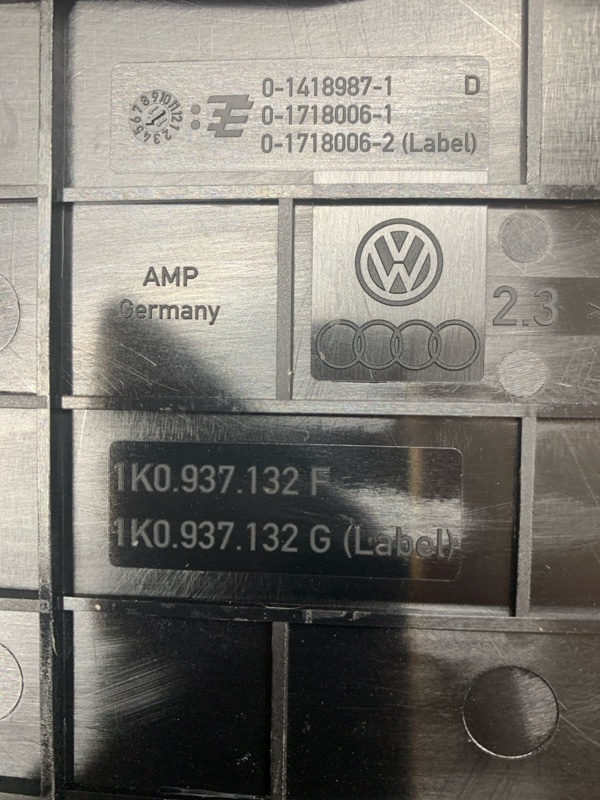 0-1418987-1 D
0-1718006-1
0-1718006-2 (Label)
AMP
Germany
2.3
1K0.937.132 F
1K0.937.132 G (Label)